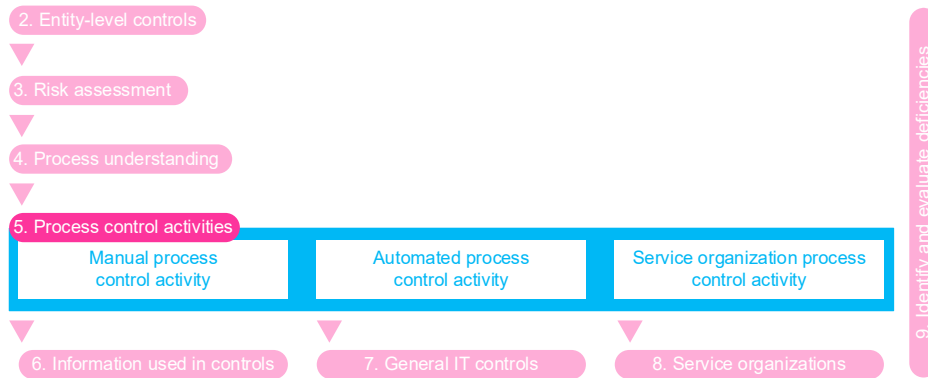 2. Entity-level controls
3. Risk assessment
4. Process understanding
5. Process control activities
Manual process
control activity
Automated process
control activity
Service organization process
control activity
6. Information used in controls
7. General IT controls
8. Service organizations
9. Identify and evaluate deficiencies